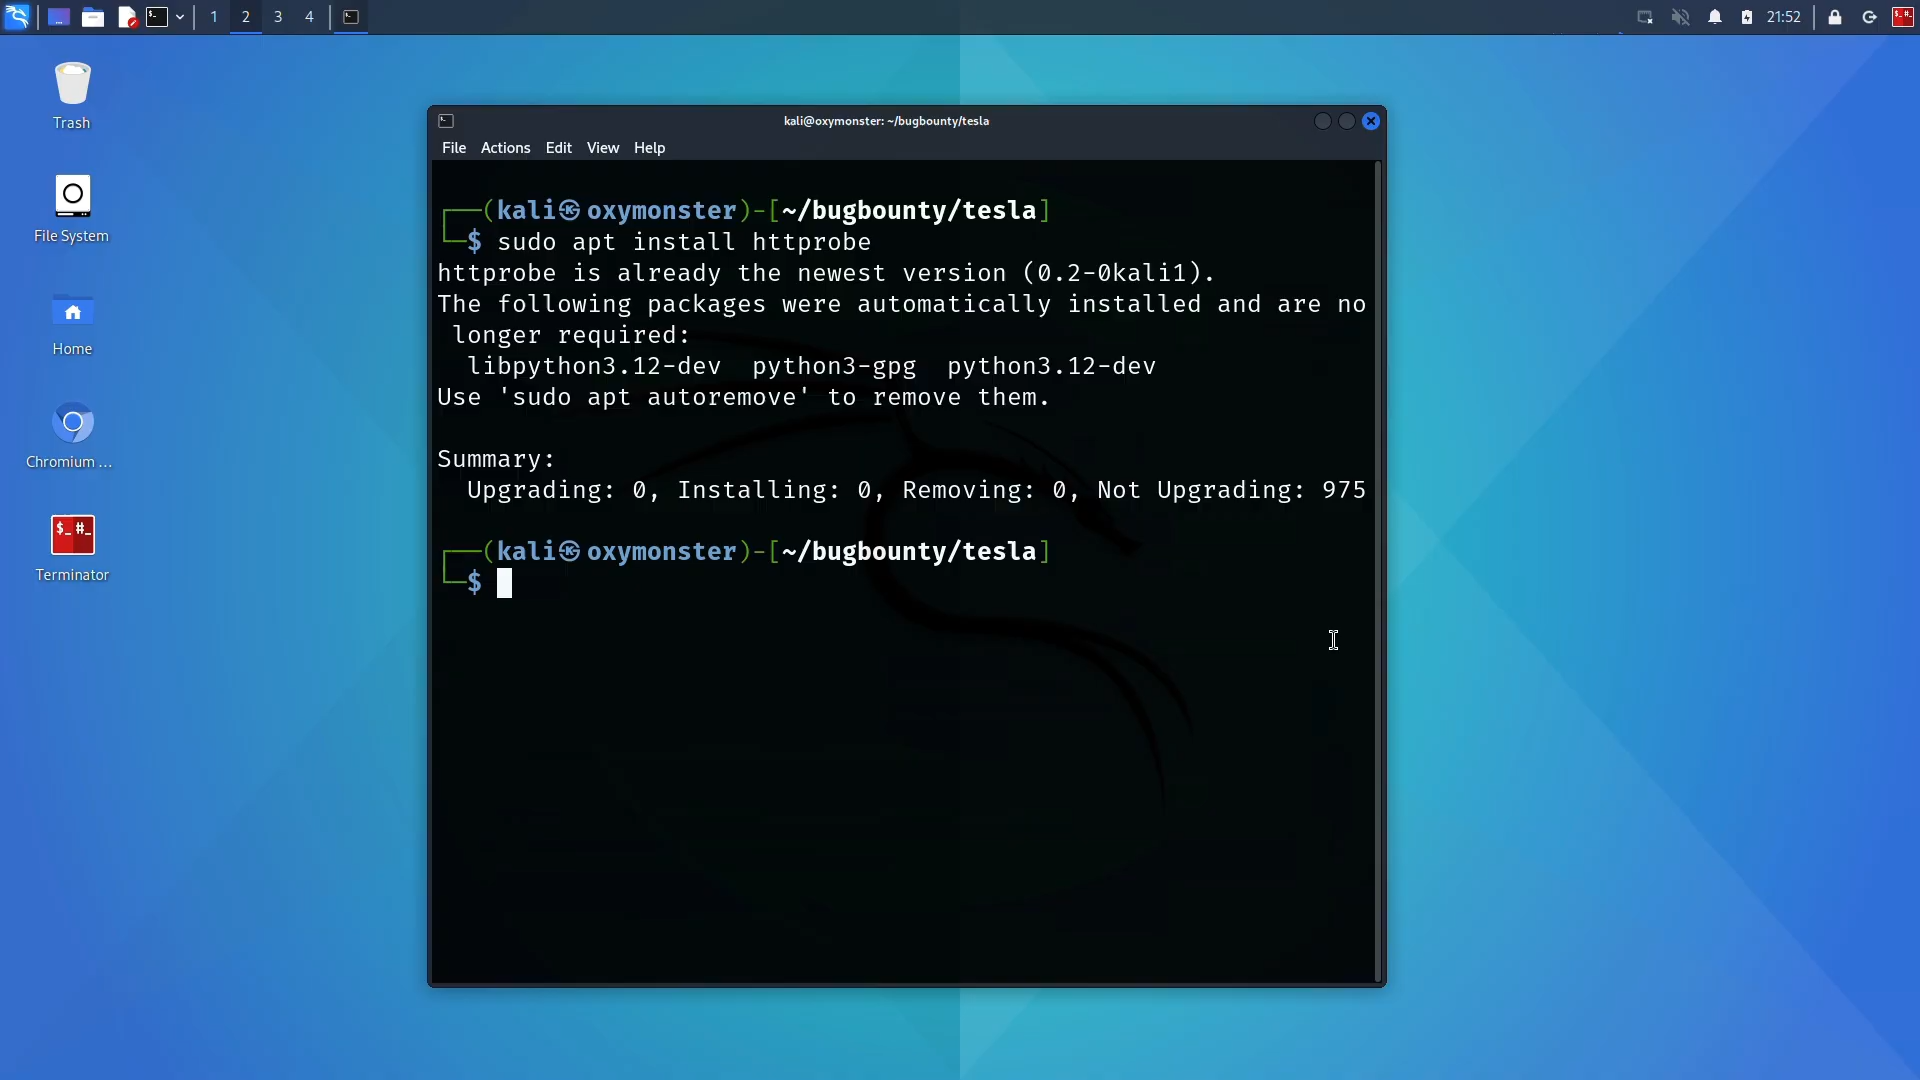 1 2 3 4 21:52
Trash
File System
Home
Chromium ...
$_ #_
Terminator
kali@oxymonster: ~/bugbounty/tesla
File Actions Edit View Help
┌──(kali㉿oxymonster)-[~/bugbounty/tesla]
└─$ sudo apt install httprobe
httprobe is already the newest version (0.2-0kali1).
The following packages were automatically installed and are no
longer required:
libpython3.12-dev python3-gpg python3.12-dev
Use 'sudo apt autoremove' to remove them.
Summary:
Upgrading: 0, Installing: 0, Removing: 0, Not Upgrading: 975
┌──(kali㉿oxymonster)-[~/bugbounty/tesla]
└─$